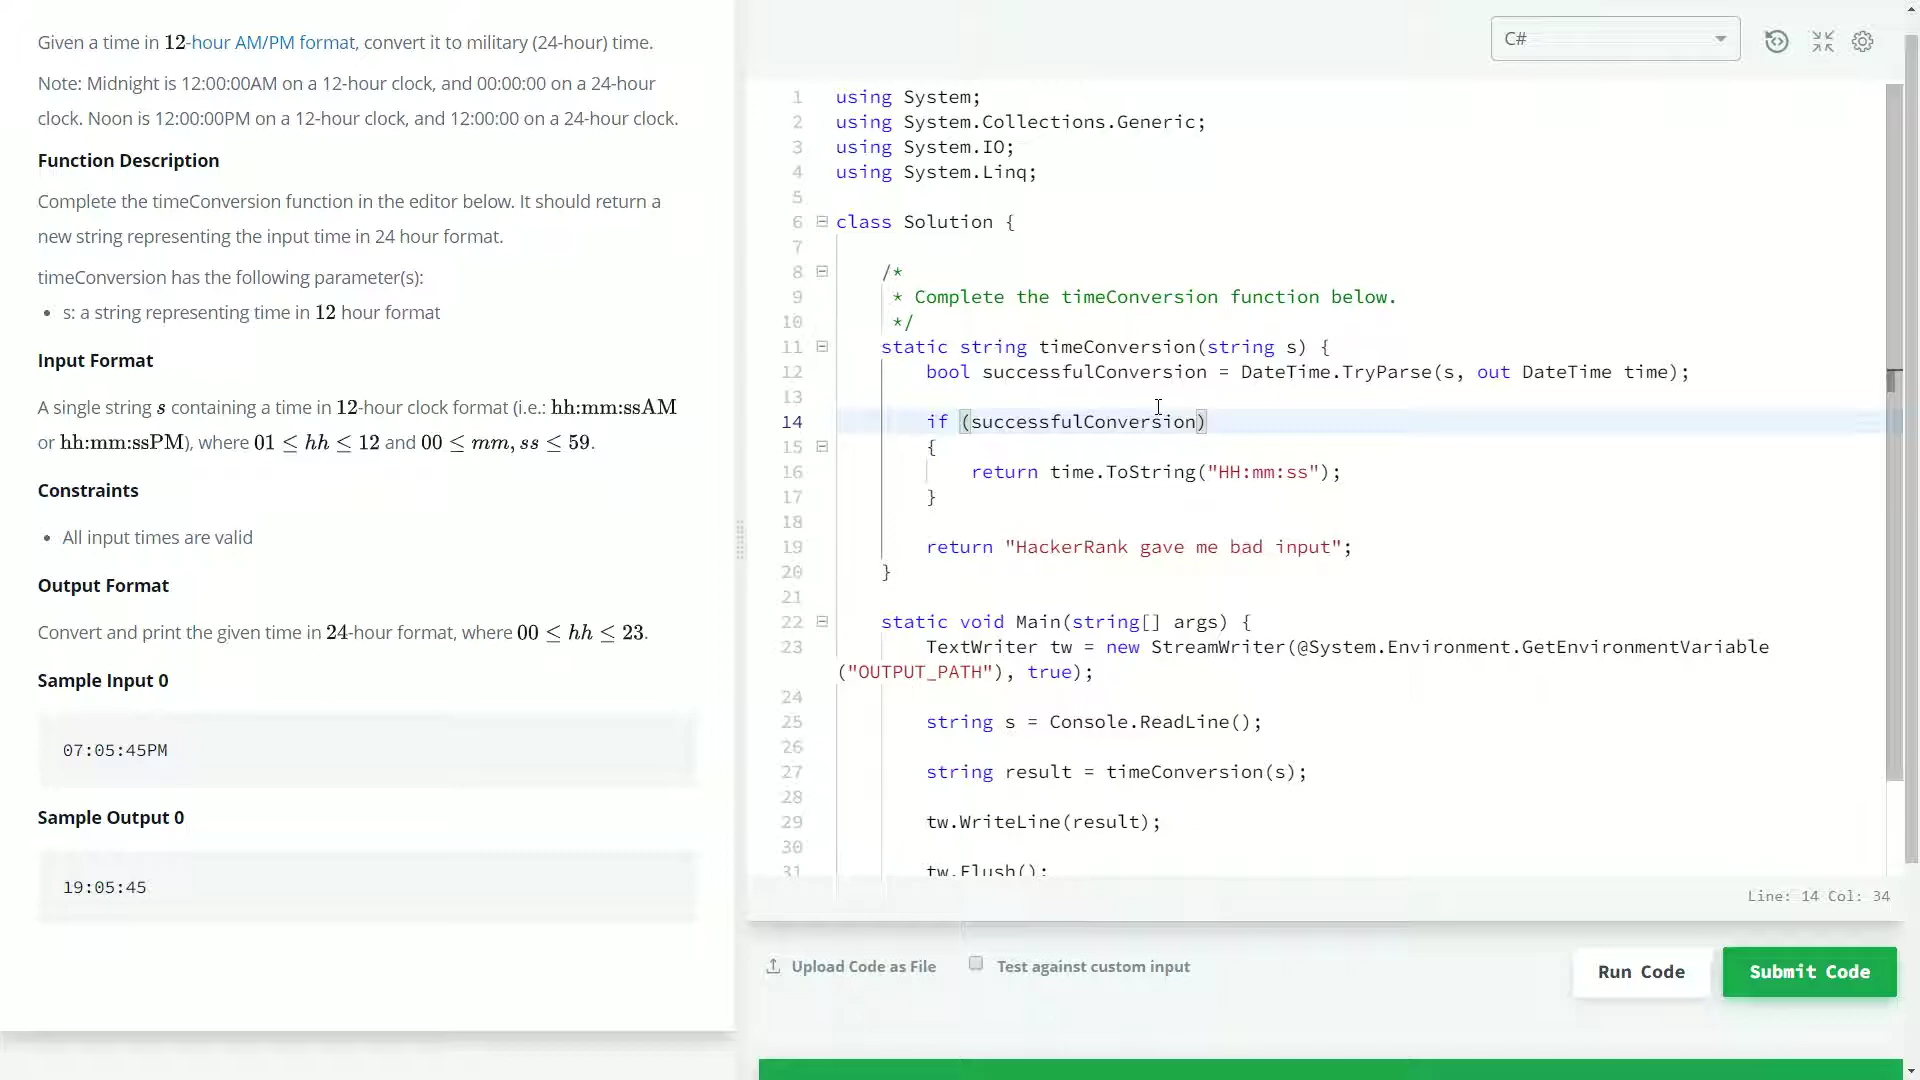 Given a time in 12-hour AM/PM format, convert it to military (24-hour) time.
Note: Midnight is 12:00:00AM on a 12-hour clock, and 00:00:00 on a 24-hour
clock. Noon is 12:00:00PM on a 12-hour clock, and 12:00:00 on a 24-hour clock.
Function Description
Complete the timeConversion function in the editor below. It should return a
new string representing the input time in 24 hour format.
timeConversion has the following parameter(s):
• s: a string representing time in 12 hour format
Input Format
A single string s containing a time in 12-hour clock format (i.e.: hh:mm:ssAM
or hh:mm:ssPM), where 01 ≤ hh ≤ 12 and 00 ≤ mm, ss ≤ 59.
Constraints
• All input times are valid
Output Format
Convert and print the given time in 24-hour format, where 00 ≤ hh ≤ 23.
Sample Input 0
07:05:45PM
Sample Output 0
19:05:45
C#
1 using System;
2 using System.Collections.Generic;
3 using System.IO;
4 using System.Linq;
5
6 class Solution {
7
8 /*
9 * Complete the timeConversion function below.
10 */
11 static string timeConversion(string s) {
12 bool successfulConversion = DateTime.TryParse(s, out DateTime time);
13
14 if (successfulConversion)
15 {
16 return time.ToString("HH:mm:ss");
17 }
18
19 return "HackerRank gave me bad input";
20 }
21
22 static void Main(string[] args) {
23 TextWriter tw = new StreamWriter(@System.Environment.GetEnvironmentVariable
("OUTPUT_PATH"), true);
24
25 string s = Console.ReadLine();
26
27 string result = timeConversion(s);
28
29 tw.WriteLine(result);
30
31 tw.Flush();
Line: 14 Col: 34
Upload Code as File
Test against custom input
Run Code
Submit Code